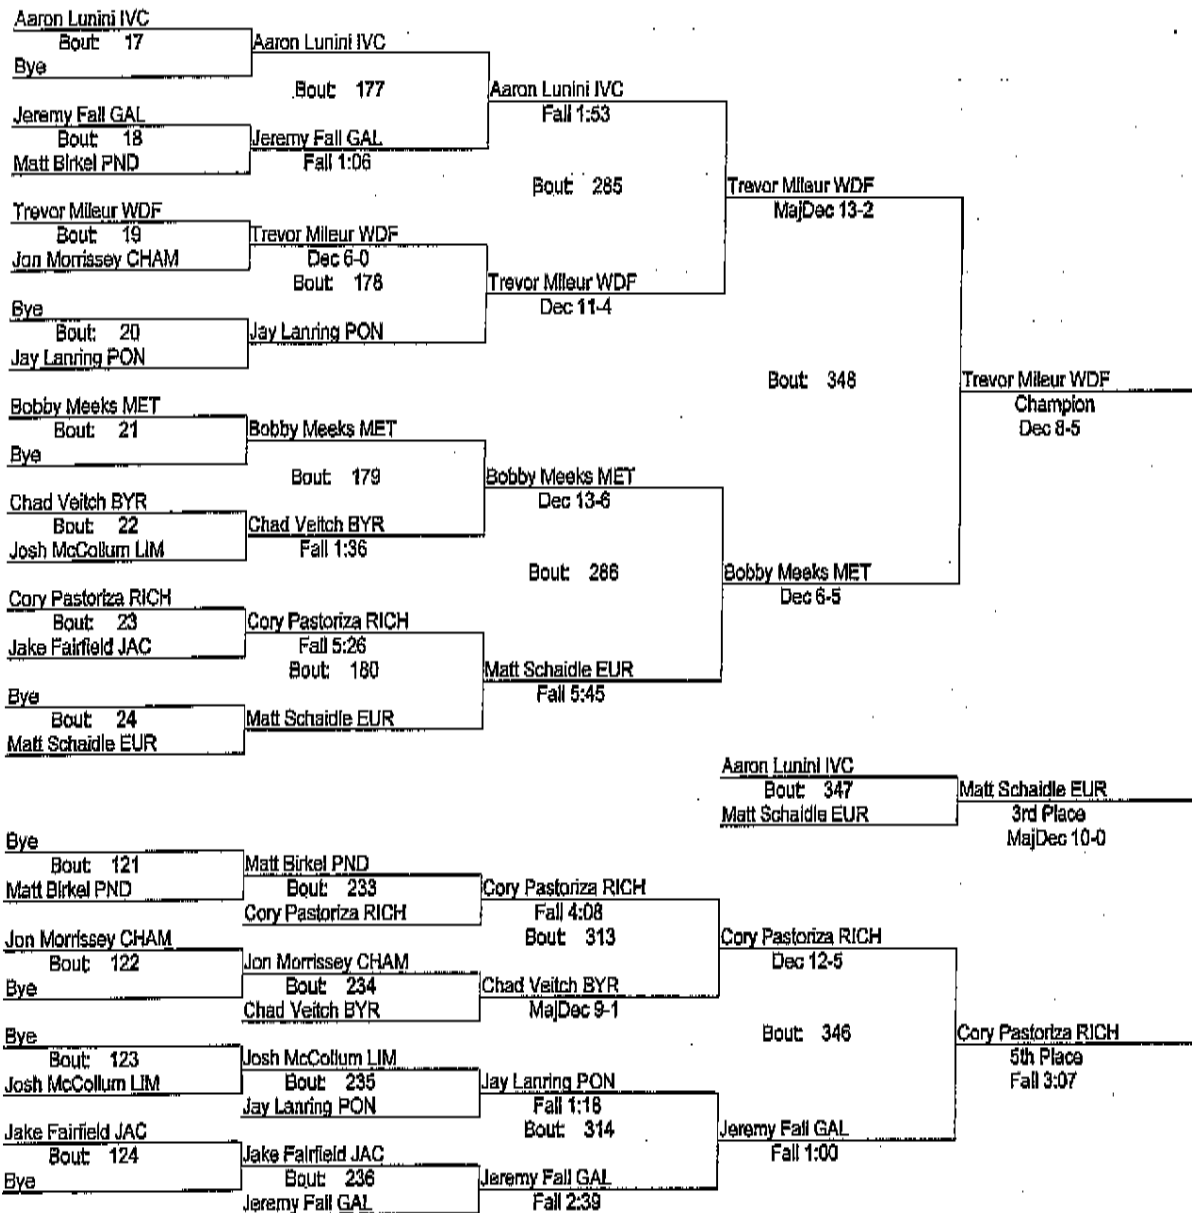 Aaron Lunini IVC
Bout: 17
Bye
Aaron Lunini IVC
Bout: 177
Jeremy Fall GAL
Bout: 18
Matt Birkel PND
Jeremy Fall GAL
Fall 1:06
Aaron Lunini IVC
Fall 1:53
Bout: 285
Trevor Mileur WDF
Bout: 19
Jon Morrissey CHAM
Trevor Mileur WDF
Dec 6-0
Bout: 178
Bye
Bout: 20
Jay Lanring PON
Jay Lanring PON
Trevor Mileur WDF
Dec 11-4
Trevor Mileur WDF
MajDec 13-2
Bout: 348
Trevor Mileur WDF
Champion
Dec 8-5
Bobby Meeks MET
Bout: 21
Bye
Bobby Meeks MET
Bout: 179
Chad Veitch BYR
Bout: 22
Josh McCollum LIM
Chad Veitch BYR
Fall 1:36
Bobby Meeks MET
Dec 13-6
Bout: 286
Bobby Meeks MET
Dec 6-5
Cory Pastoriza RICH
Bout: 23
Jake Fairfield JAC
Cory Pastoriza RICH
Fall 5:26
Bout: 180
Bye
Bout: 24
Matt Schaidle EUR
Matt Schaidle EUR
Matt Schaidle EUR
Fall 5:45
Aaron Lunini IVC
Bout: 347
Matt Schaidle EUR
Matt Schaidle EUR
3rd Place
MajDec 10-0
Bye
Bout: 121
Matt Birkel PND
Matt Birkel PND
Bout: 233
Cory Pastoriza RICH
Cory Pastoriza RICH
Fall 4:08
Bout: 313
Jon Morrissey CHAM
Bout: 122
Bye
Jon Morrissey CHAM
Bout: 234
Chad Veitch BYR
Chad Veitch BYR
MajDec 9-1
Cory Pastoriza RICH
Dec 12-5
Bout: 346
Cory Pastoriza RICH
5th Place
Fall 3:07
Bye
Bout: 123
Josh McCollum LIM
Josh McCollum LIM
Bout: 235
Jay Lanring PON
Jay Lanring PON
Fall 1:18
Bout: 314
Jake Fairfield JAC
Bout: 124
Bye
Jake Fairfield JAC
Bout: 236
Jeremy Fall GAL
Jeremy Fall GAL
Fall 2:39
Jeremy Fall GAL
Fall 1:00